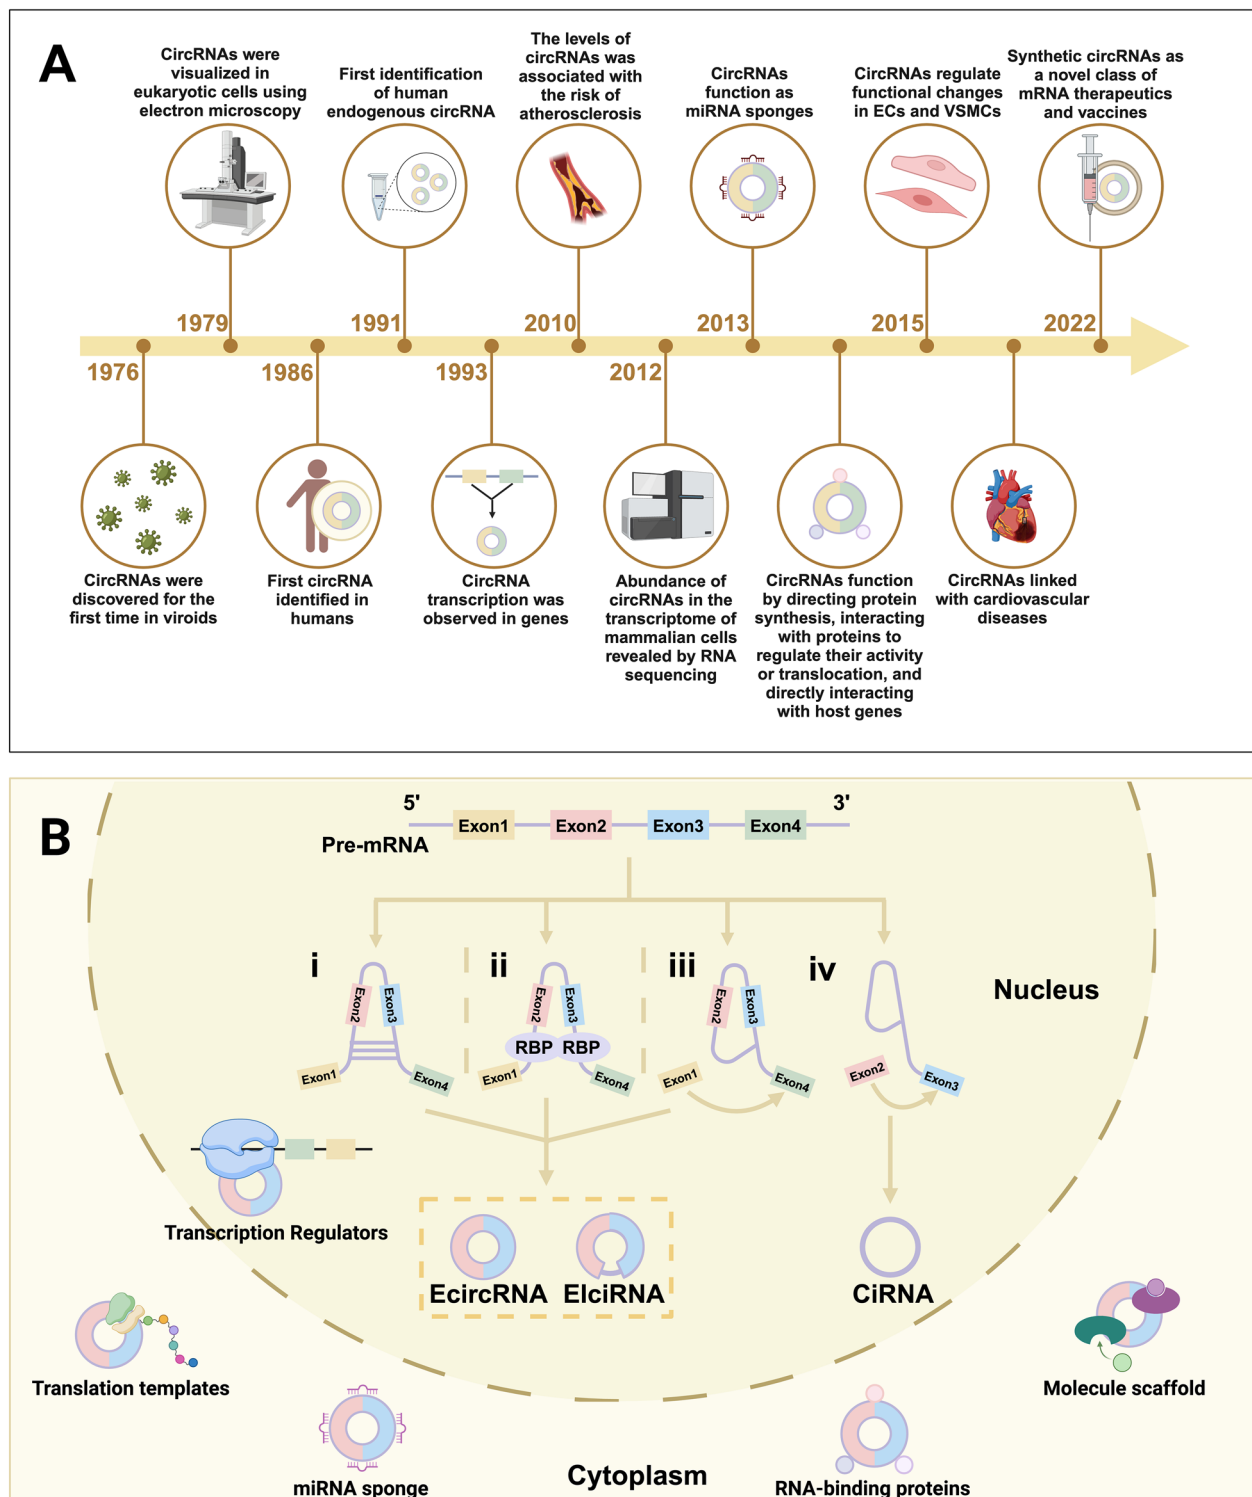 A
CircRNAs were
visualized in
eukaryotic cells using
electron microscopy
First identification
of human
endogenous circRNA
The levels of
circRNAs was
associated with
the risk of
atherosclerosis
CircRNAs
function as
miRNA sponges
CircRNAs regulate
functional changes
in ECs and VSMCs
Synthetic circRNAs as
a novel class of
mRNA therapeutics
and vaccines
1979
1991
2010
2013
2015
2022
1976
1986
1993
2012
CircRNAs were
discovered for the
first time in viroids
First circRNA
identified in
humans
CircRNA
transcription was
observed in genes
Abundance of
circRNAs in the
transcriptome of
mammalian cells
revealed by RNA
sequencing
CircRNAs function
by directing protein
synthesis, interacting
with proteins to
regulate their activity
or translocation, and
directly interacting
with host genes
CircRNAs linked
with cardiovascular
diseases
B
5' 3'
Exon1 Exon2 Exon3 Exon4
Pre-mRNA
i ii iii iv
Nucleus
Exon2 Exon3
Exon1 Exon4
Exon2 Exon3
RBP RBP
Exon1 Exon4
Exon2 Exon3
Exon1 Exon4
Exon2 Exon3
Transcription Regulators
EcircRNA EIciRNA
CiRNA
Translation templates
Molecule scaffold
miRNA sponge
Cytoplasm
RNA-binding proteins